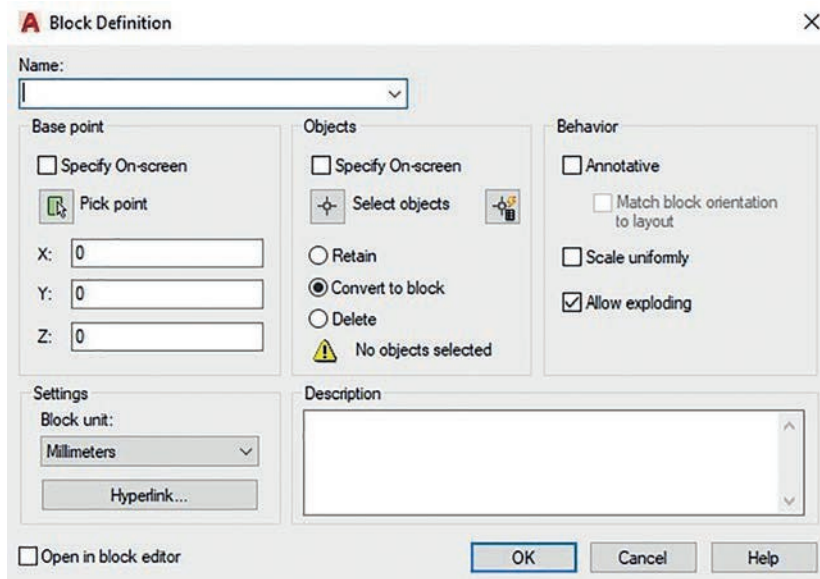 A Block Definition
Name:
Base point
Specify On-screen
Pick point
X: 0
Y: 0
Z: 0
Objects
Specify On-screen
Select objects
Retain
Convert to block
Delete
No objects selected
Behavior
Annotative
Match block orientation
to layout
Scale uniformly
Allow exploding
Settings
Block unit:
Millimeters
Hyperlink...
Description
Open in block editor
OK
Cancel
Help